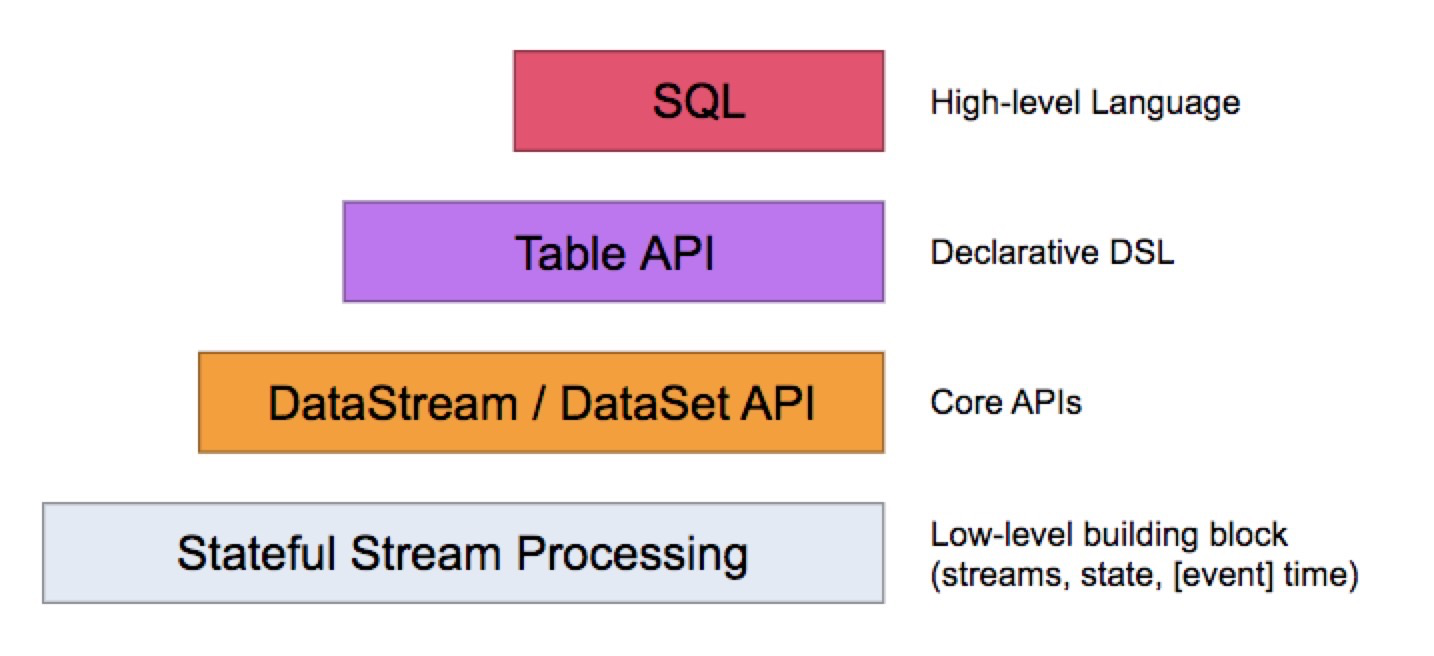 SQL
High-level Language
Table API
Declarative DSL
DataStream / DataSet API
Core APIs
Stateful Stream Processing
Low-level building block
(streams, state, [event] time)